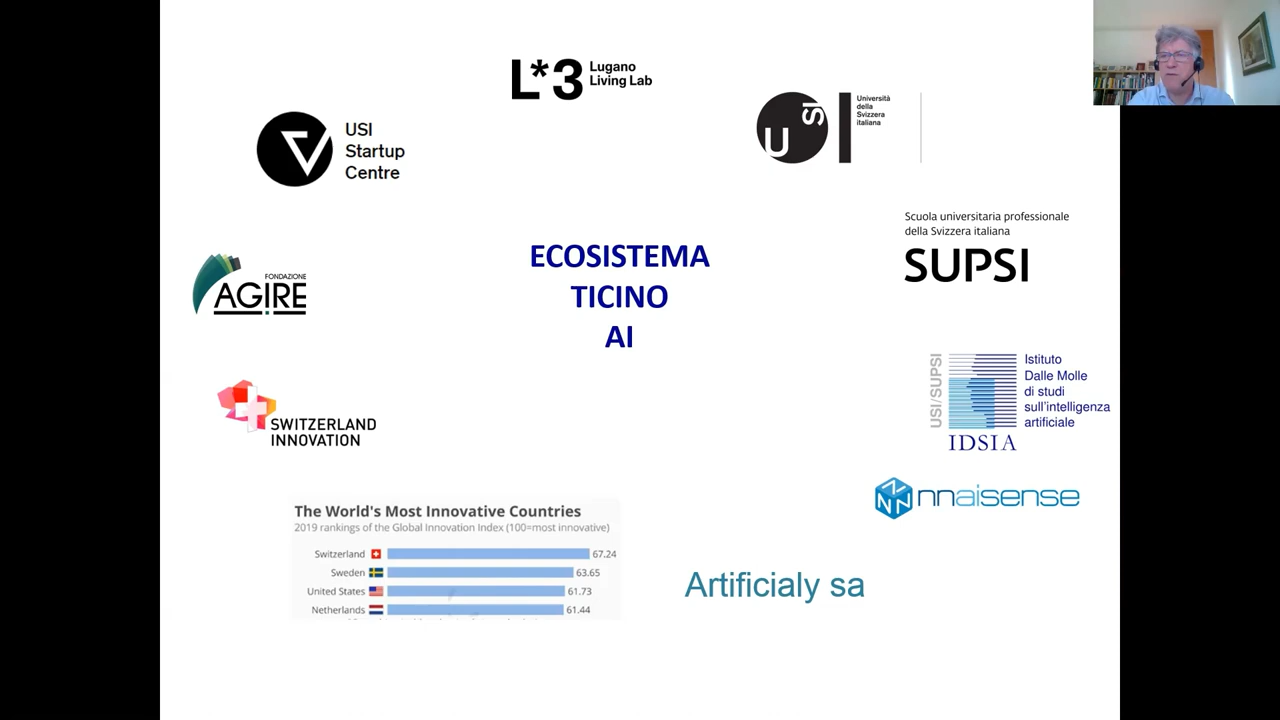 L*3 Lugano
Living Lab
USI
Startup
Centre
USI
Università
della
Svizzera
italiana
Scuola universitaria professionale
della Svizzera italiana
SUPSI
ECOSISTEMA
TICINO
AI
FONDAZIONE
AGIRE
SWITZERLAND
INNOVATION
USI/SUPSI
Istituto
Dalle Molle
di studi
sull'intelligenza
artificiale
IDSIA
NNN
nnaisense
The World's Most Innovative Countries
2019 rankings of the Global Innovation Index (100=most innovative)
Switzerland 67.24
Sweden 63.65
United States 61.73
Netherlands 61.44
Artificialy sa